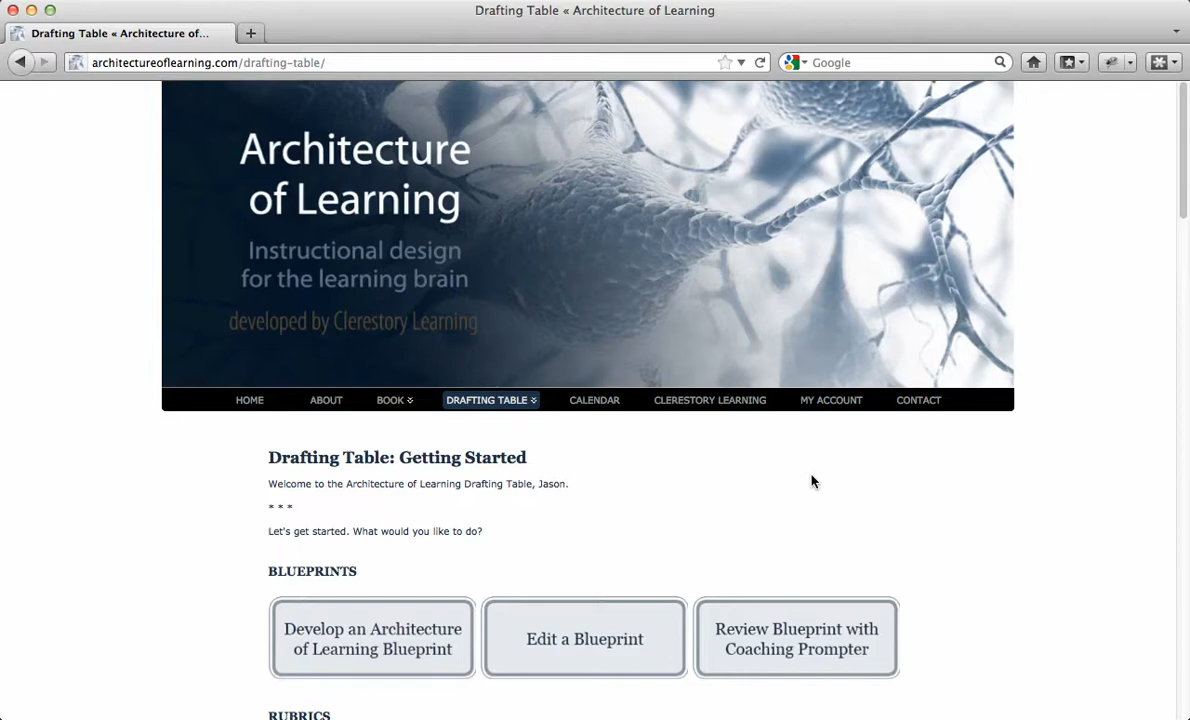 Drafting Table « Architecture of Learning
Drafting Table « Architecture of...
architectureoflearning.com/drafting-table/
Google
Architecture
of Learning
Instructional design
for the learning brain
developed by Clerestory Learning
HOME ABOUT BOOK DRAFTING TABLE CALENDAR CLERESTORY LEARNING MY ACCOUNT CONTACT
Drafting Table: Getting Started
Welcome to the Architecture of Learning Drafting Table, Jason.
* * *
Let's get started. What would you like to do?
BLUEPRINTS
Develop an Architecture
of Learning Blueprint
Edit a Blueprint
Review Blueprint with
Coaching Prompter
RUBRICS